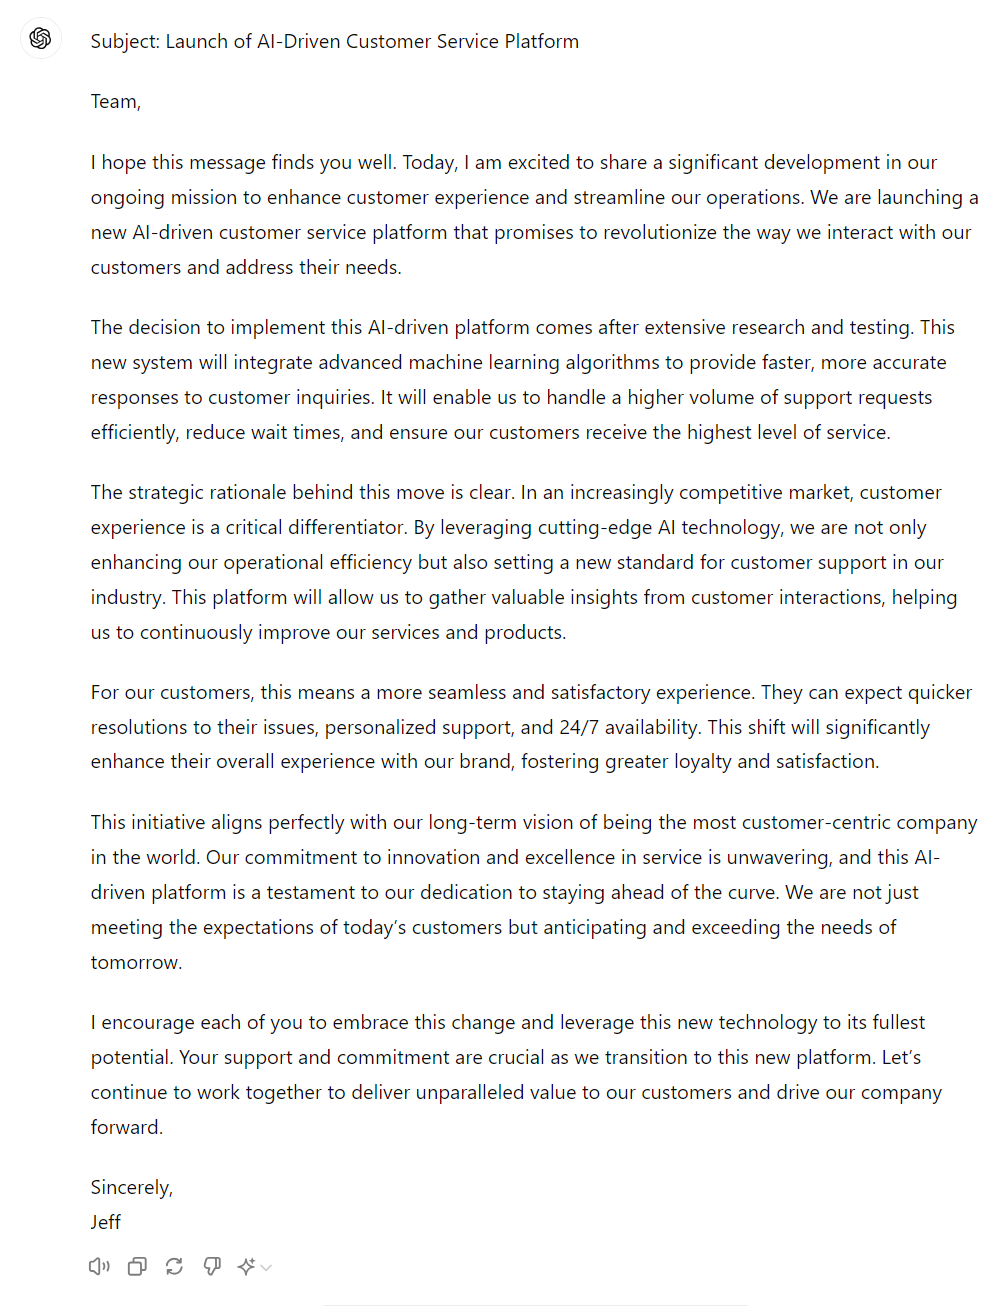 Subject: Launch of AI-Driven Customer Service Platform
Team,
I hope this message finds you well. Today, I am excited to share a significant development in our
ongoing mission to enhance customer experience and streamline our operations. We are launching a
new AI-driven customer service platform that promises to revolutionize the way we interact with our
customers and address their needs.
The decision to implement this AI-driven platform comes after extensive research and testing. This
new system will integrate advanced machine learning algorithms to provide faster, more accurate
responses to customer inquiries. It will enable us to handle a higher volume of support requests
efficiently, reduce wait times, and ensure our customers receive the highest level of service.
The strategic rationale behind this move is clear. In an increasingly competitive market, customer
experience is a critical differentiator. By leveraging cutting-edge AI technology, we are not only
enhancing our operational efficiency but also setting a new standard for customer support in our
industry. This platform will allow us to gather valuable insights from customer interactions, helping
us to continuously improve our services and products.
For our customers, this means a more seamless and satisfactory experience. They can expect quicker
resolutions to their issues, personalized support, and 24/7 availability. This shift will significantly
enhance their overall experience with our brand, fostering greater loyalty and satisfaction.
This initiative aligns perfectly with our long-term vision of being the most customer-centric company
in the world. Our commitment to innovation and excellence in service is unwavering, and this AI-
driven platform is a testament to our dedication to staying ahead of the curve. We are not just
meeting the expectations of today’s customers but anticipating and exceeding the needs of
tomorrow.
I encourage each of you to embrace this change and leverage this new technology to its fullest
potential. Your support and commitment are crucial as we transition to this new platform. Let’s
continue to work together to deliver unparalleled value to our customers and drive our company
forward.
Sincerely,
Jeff